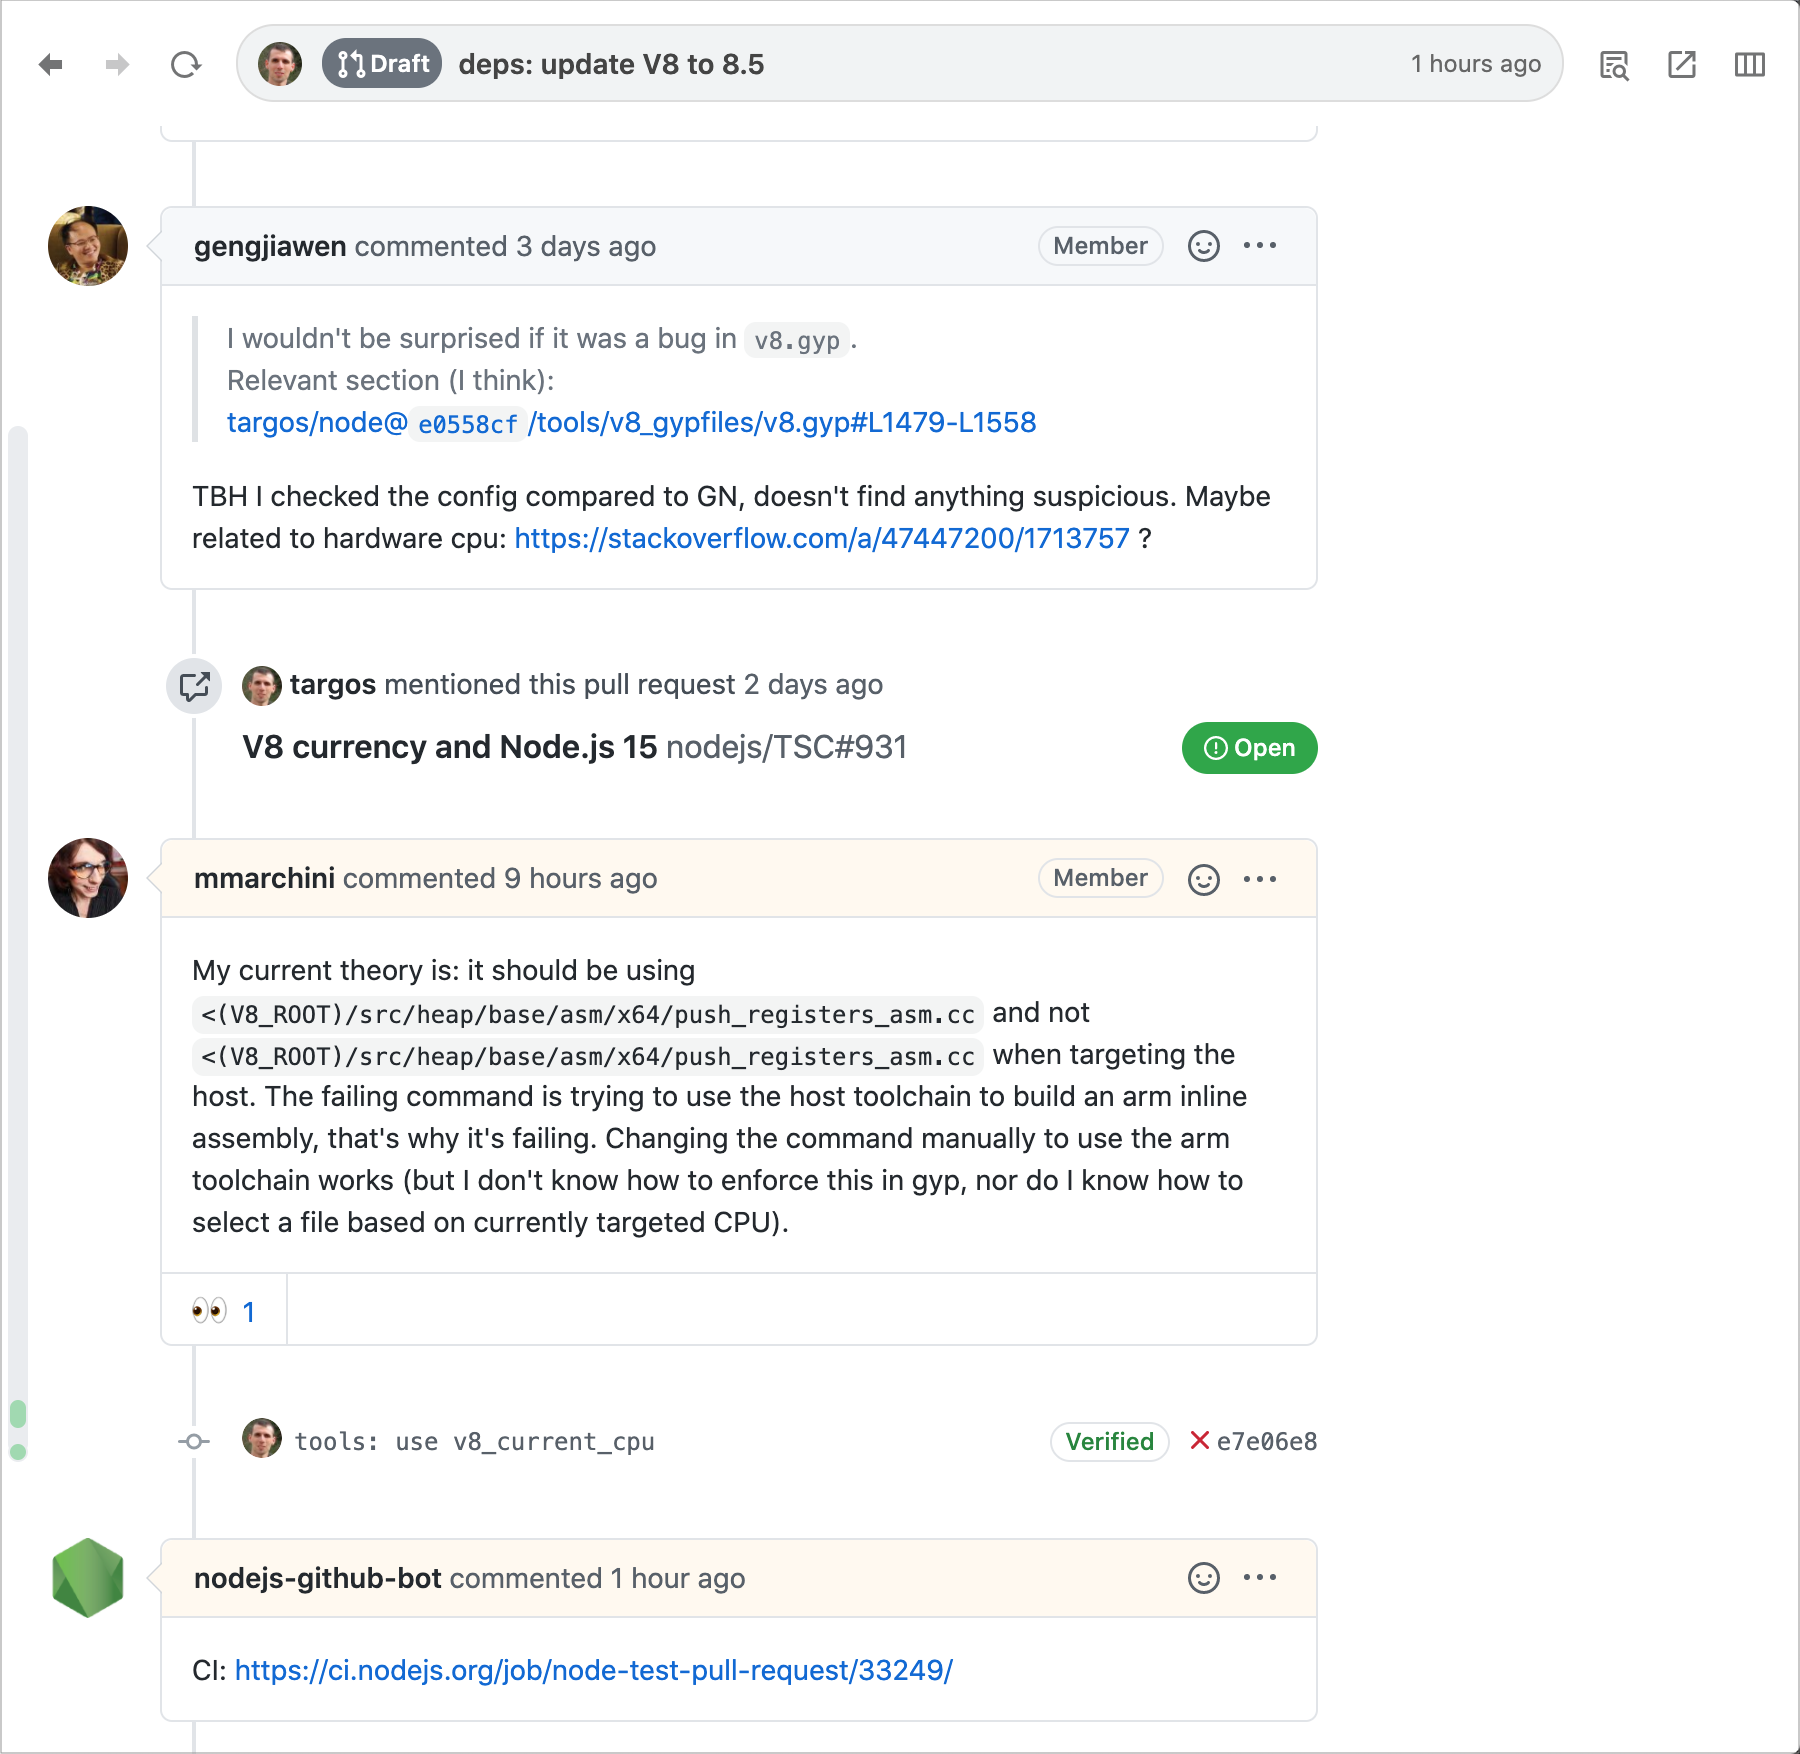 Draft deps: update V8 to 8.5 1 hours ago
gengjiawen commented 3 days ago Member
I wouldn't be surprised if it was a bug in v8.gyp.
Relevant section (I think):
targos/node@e0558cf/tools/v8_gypfiles/v8.gyp#L1479-L1558
TBH I checked the config compared to GN, doesn't find anything suspicious. Maybe
related to hardware cpu: https://stackoverflow.com/a/47447200/1713757 ?
targos mentioned this pull request 2 days ago
V8 currency and Node.js 15 nodejs/TSC#931 Open
mmarchini commented 9 hours ago Member
My current theory is: it should be using
<(V8_ROOT)/src/heap/base/asm/x64/push_registers_asm.cc and not
<(V8_ROOT)/src/heap/base/asm/x64/push_registers_asm.cc when targeting the
host. The failing command is trying to use the host toolchain to build an arm inline
assembly, that's why it's failing. Changing the command manually to use the arm
toolchain works (but I don't know how to enforce this in gyp, nor do I know how to
select a file based on currently targeted CPU).
👀 1
tools: use v8_current_cpu Verified e7e06e8
nodejs-github-bot commented 1 hour ago
CI: https://ci.nodejs.org/job/node-test-pull-request/33249/